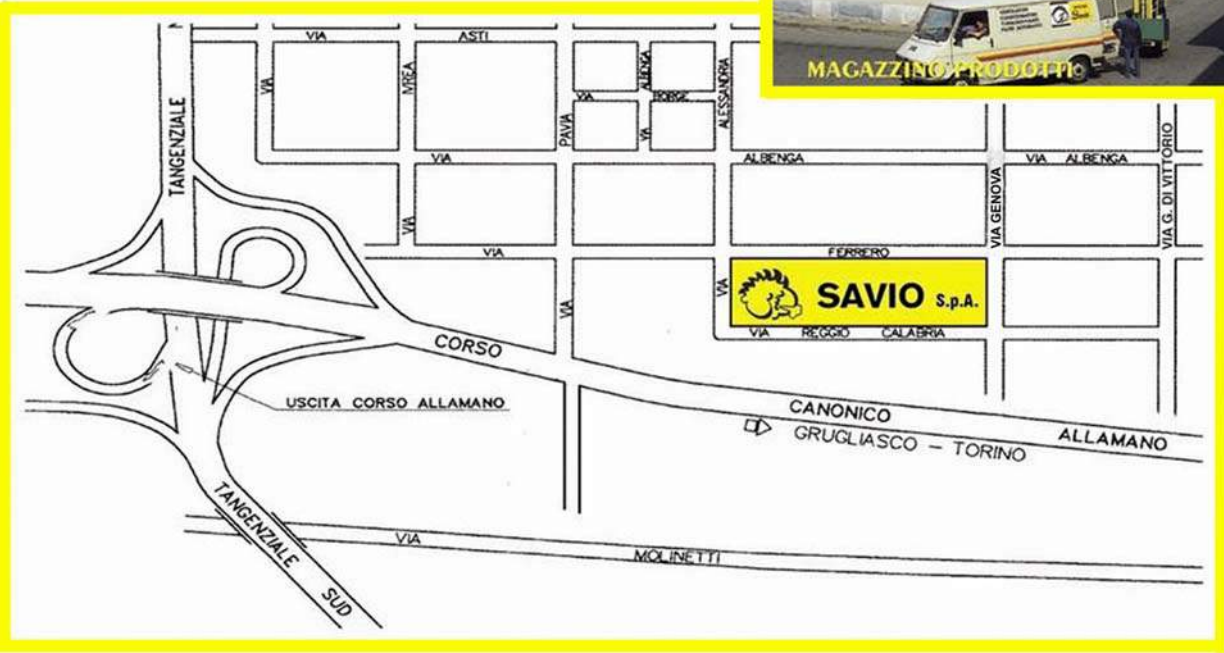 MAGAZZINO PRODOTTI
VIA ASTI
TANGENZIALE
VIA
IVREA
VIA
PAVIA
VIA
VIA ALBENGA
VIA BORGE
ALESSANDRIA
VIA
VIA ALBENGA
VIA ALBENGA
VIA GENOVA
VIA G. DI VITTORIO
VIA FERRERO
SAVIO S.p.A.
VIA REGGIO CALABRIA
CORSO CANONICO ALLAMANO
USCITA CORSO ALLAMANO
GRUGLIASCO - TORINO
TANGENZIALE SUD
VIA MOLINETTI